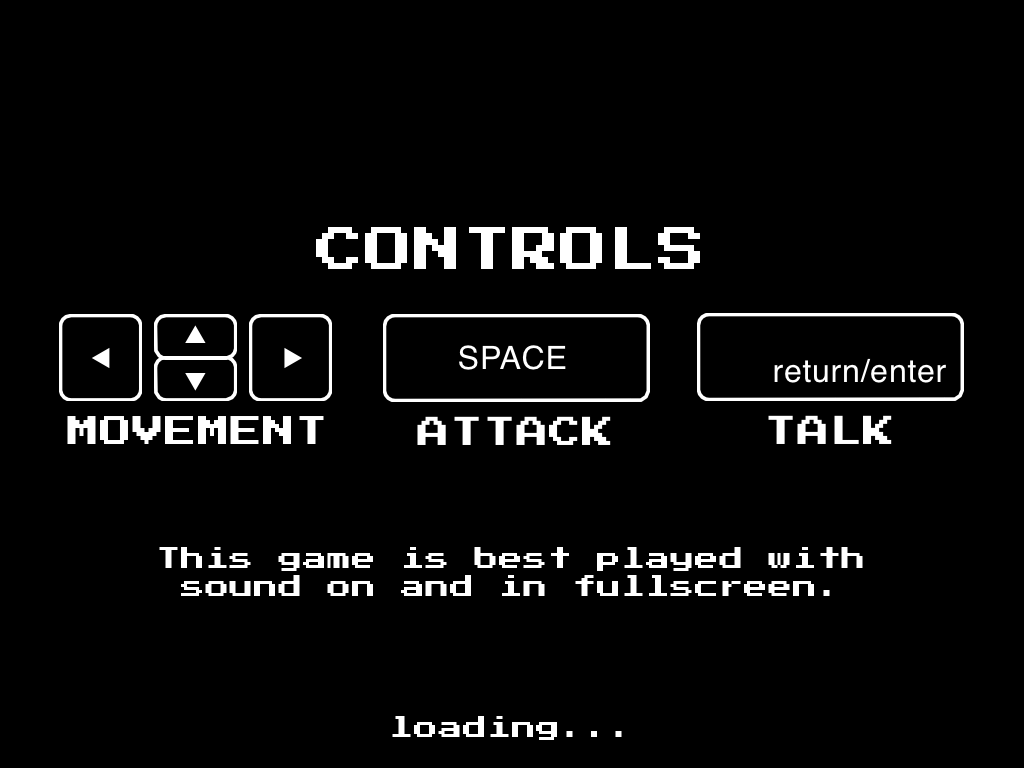 CONTROLS
SPACE
return/enter
MOVEMENT
ATTACK
TALK
This game is best played with
sound on and in fullscreen.
loading...